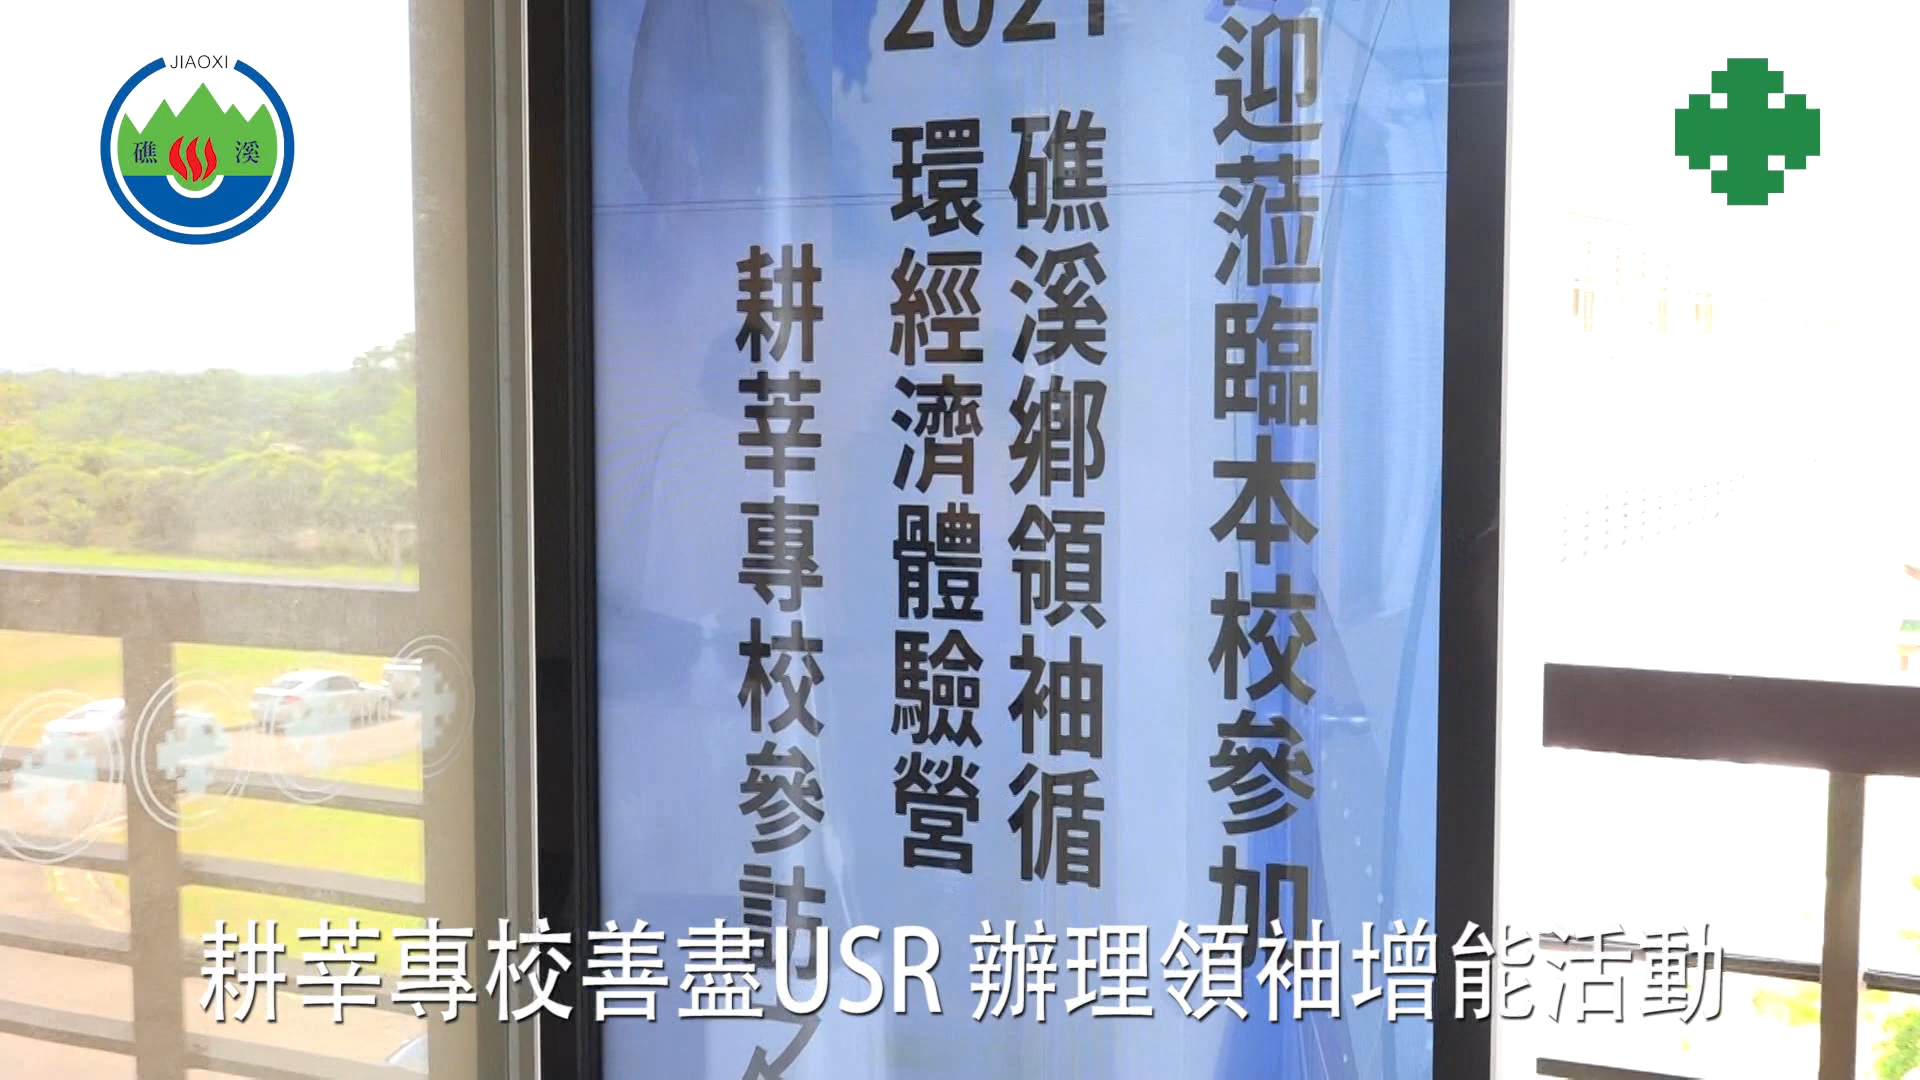 JIAOXI
礁溪
迎蒞臨本校參加
2021
礁溪鄉領袖循
環經濟體驗營
耕莘專校參訪
耕莘專校善盡USR 辦理領袖增能活動